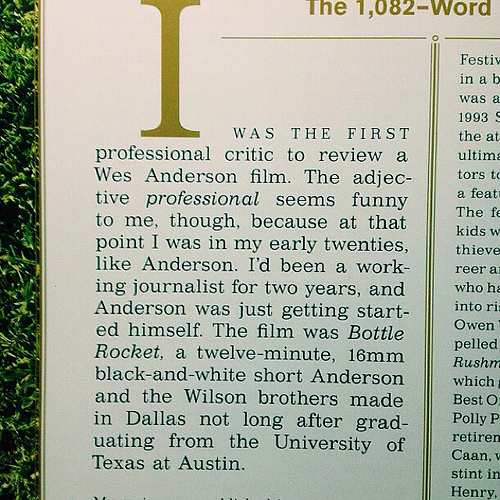 The 1,082-Word
I WAS THE FIRST
professional critic to review a
Wes Anderson film. The adjec-
tive professional seems funny
to me, though, because at that
point I was in my early twenties,
like Anderson. I'd been a work-
ing journalist for two years, and
Anderson was just getting start-
ed himself. The film was Bottle
Rocket, a twelve-minute, 16mm
black-and-white short Anderson
and the Wilson brothers made
in Dallas not long after grad-
uating from the University of
Texas at Austin.
in a b
was a
1993 S
the at
ultima
tors to
a feat
The fe
kids w
thieve
reer a
who ha
into ri
Owen
pelled
Rushm
which
Best O
Polly P
retire
Caan, w
stint in
Henry,